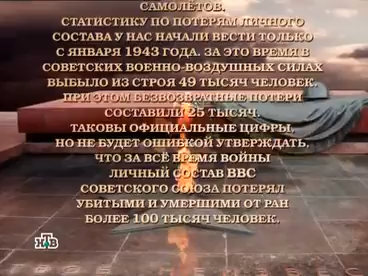 САМОЛЁТОВ.
СТАТИСТИКУ ПО ПОТЕРЯМ ЛИЧНОГО
СОСТАВА У НАС НАЧАЛИ ВЕСТИ ТОЛЬКО
С ЯНВАРЯ 1943 ГОДА. ЗА ЭТО ВРЕМЯ В
СОВЕТСКИХ ВОЕННО-ВОЗДУШНЫХ СИЛАХ
ВЫБЫЛО ИЗ СТРОЯ 49 ТЫСЯЧ ЧЕЛОВЕК.
ПРИ ЭТОМ БЕЗВОЗВРАТНЫЕ ПОТЕРИ
СОСТАВИЛИ 25 ТЫСЯЧ.
ТАКОВЫ ОФИЦИАЛЬНЫЕ ЦИФРЫ,
НО НЕ БУДЕТ ОШИБКОЙ УТВЕРЖДАТЬ,
ЧТО ЗА ВСЁ ВРЕМЯ ВОЙНЫ
ЛИЧНЫЙ СОСТАВ ВВС
СОВЕТСКОГО СОЮЗА ПОТЕРЯЛ
УБИТЫМИ И УМЕРШИМИ ОТ РАН
БОЛЕЕ 100 ТЫСЯЧ ЧЕЛОВЕК.
НТВ